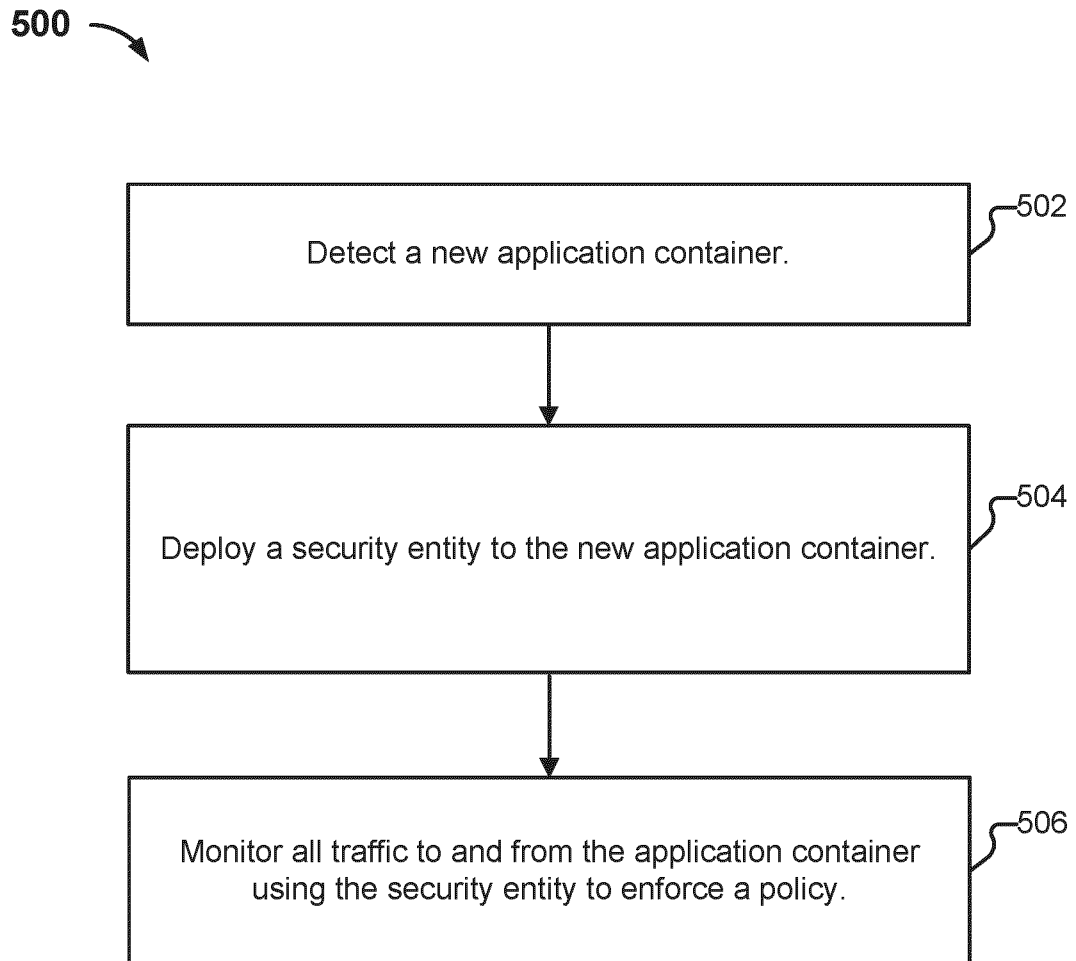 500
502
Detect a new application container.
504
Deploy a security entity to the new application container.
506
Monitor all traffic to and from the application container
using the security entity to enforce a policy.